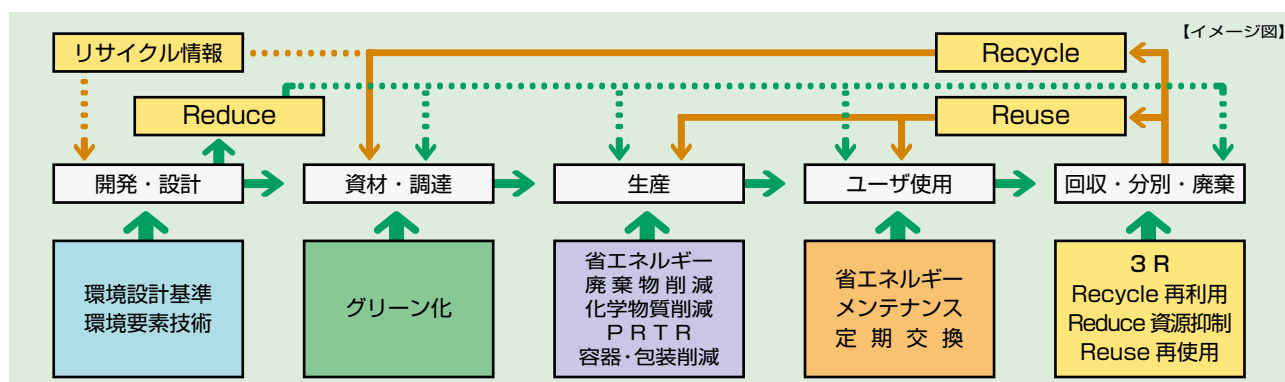 【イメージ図】
リサイクル情報
Recycle
Reduce
Reuse
開発・設計
資材・調達
生産
ユーザ使用
回収・分別・廃棄
環境設計基準
環境要素技術
グリーン化
省エネルギー
廃棄物削減
化学物質削減
PRTR
容器・包装削減
省エネルギー
メンテナンス
定期交換
3R
Recycle 再利用
Reduce 資源抑制
Reuse 再使用